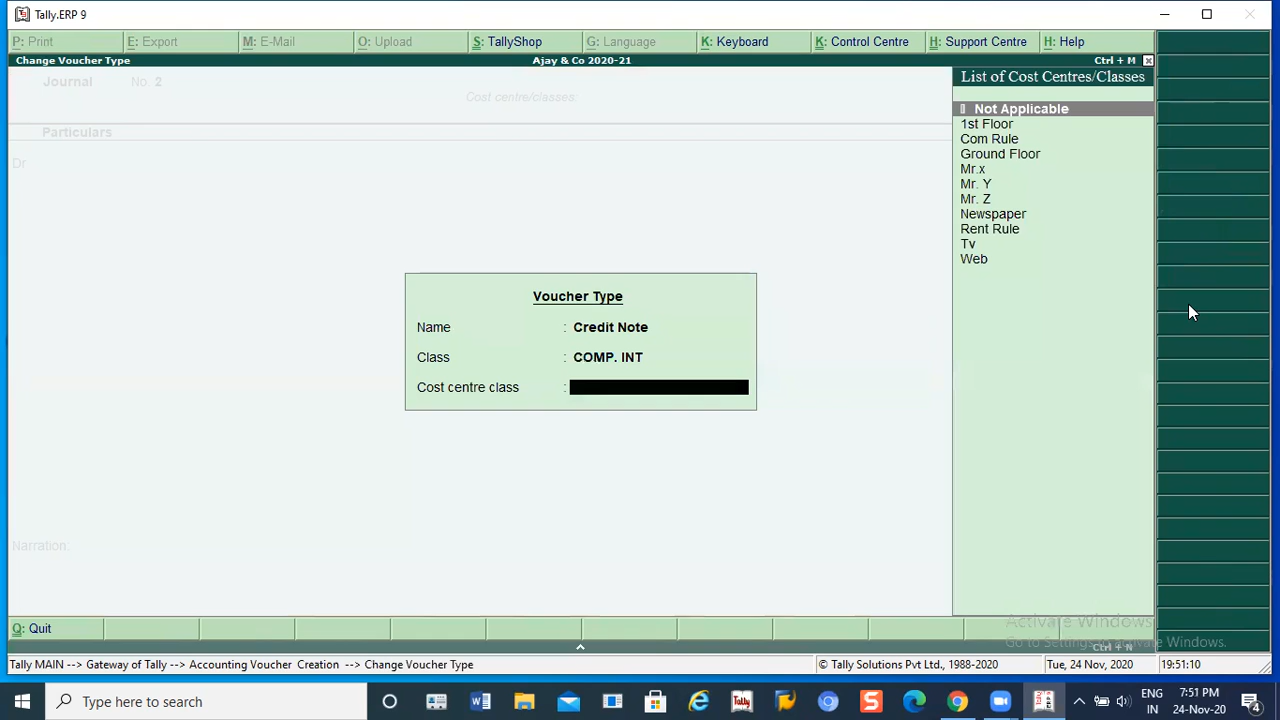 Tally.ERP 9
P: Print E: Export M: E-Mail O: Upload S: TallyShop G: Language K: Keyboard K: Control Centre H: Support Centre H: Help
Change Voucher Type Ajay & Co 2020-21 Ctrl + M
Journal No. 2
Cost centre/classes:
Particulars
Dr
List of Cost Centres/Classes
Not Applicable
1st Floor
Com Rule
Ground Floor
Mr.x
Mr. Y
Mr. Z
Newspaper
Rent Rule
Tv
Web
Voucher Type
Name : Credit Note
Class : COMP. INT
Cost centre class :
Narration:
Activate Windows
Go to Settings to Activate Windows.
Q: Quit
Ctrl + N
Tally MAIN --> Gateway of Tally --> Accounting Voucher Creation --> Change Voucher Type © Tally Solutions Pvt Ltd., 1988-2020 Tue, 24 Nov, 2020 19:51:10
Type here to search
Tally
ENG 7:51 PM
IN 24-Nov-20 4